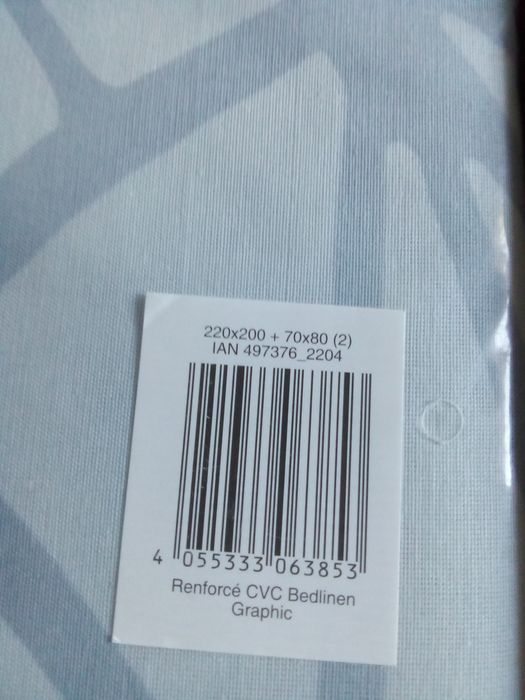 220x200 + 70x80 (2)
IAN 497376_2204
4 055333 063853
Renforcé CVC Bedlinen
Graphic